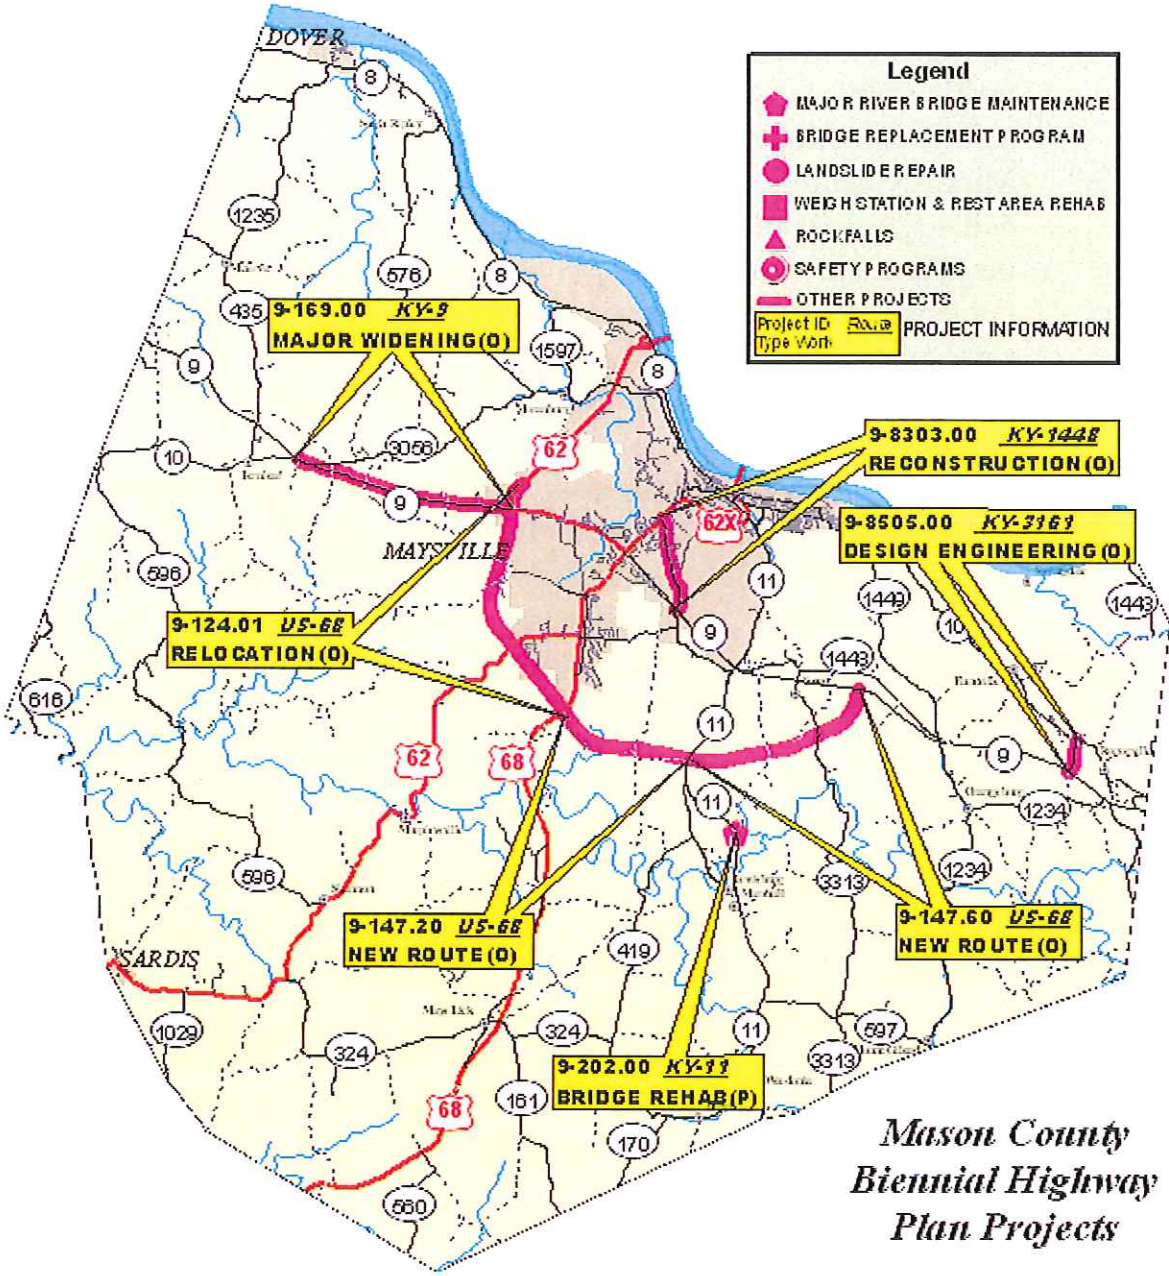 DOVER
8
Legend
MAJOR RIVER BRIDGE MAINTENANCE
BRIDGE REPLACEMENT PROGRAM
LANDSLIDE REPAIR
WEIGH STATION & REST AREA REHAB
ROCKFALLS
SAFETY PROGRAMS
OTHER PROJECTS
Project ID Route
Type Work
PROJECT INFORMATION
1235
576
8
435
9-169.00 KY-9
MAJOR WIDENING(O)
1597
9
8
62
3056
10
9
9-8303.00 KY-1448
RECONSTRUCTION(O)
62X
9-8505.00 KY-3161
DESIGN ENGINEERING(O)
MAYSVILLE
596
11
1449
10
1443
9-124.01 US-68
RELOCATION(O)
9
1443
616
11
62
68
9
11
1234
596
3313
1234
9-147.20 US-68
NEW ROUTE(O)
9-147.60 US-68
NEW ROUTE(O)
419
SARDIS
1029
324
324
11
597
3313
9-202.00 KY-11
BRIDGE REHAB(P)
68
161
170
560
Mason County
Biennial Highway
Plan Projects